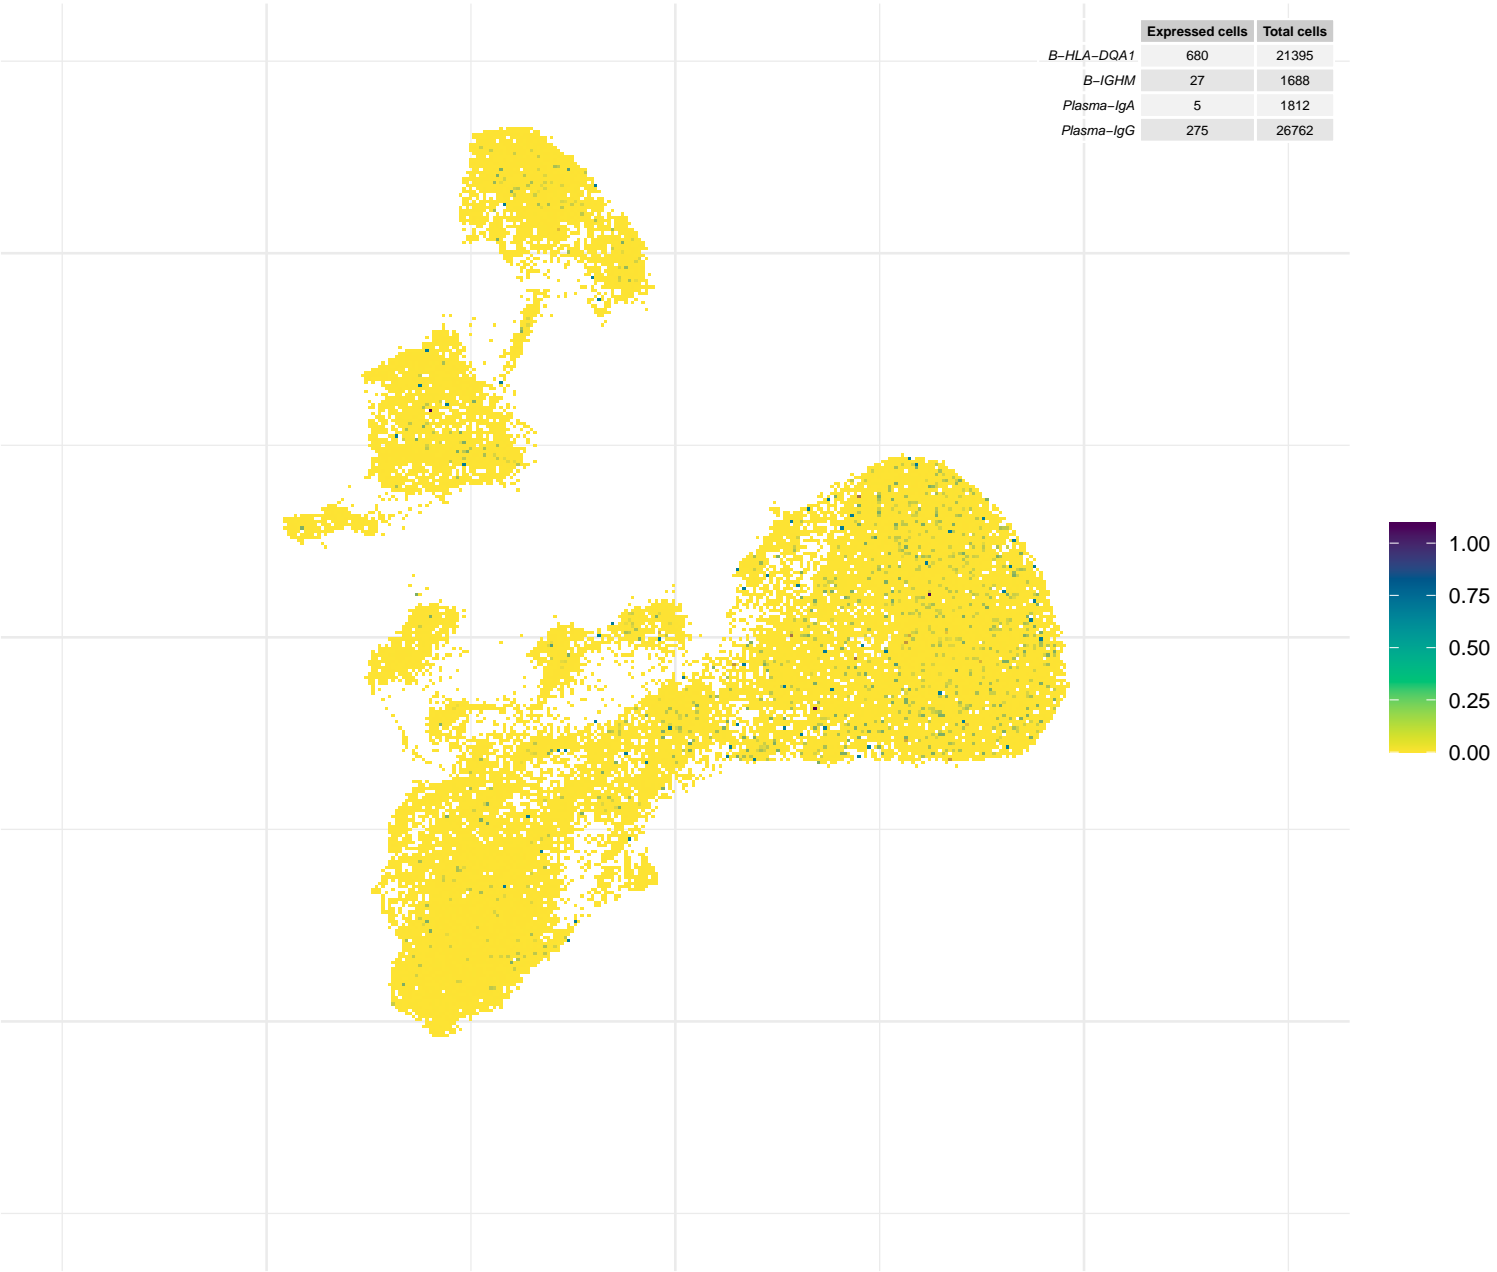 Expressed cells Total cells
B−HLA−DQA1 680 21395
B−IGHM 27 1688
Plasma−IgA 5 1812
Plasma−IgG 275 26762
1.00
0.75
0.50
0.25
0.00